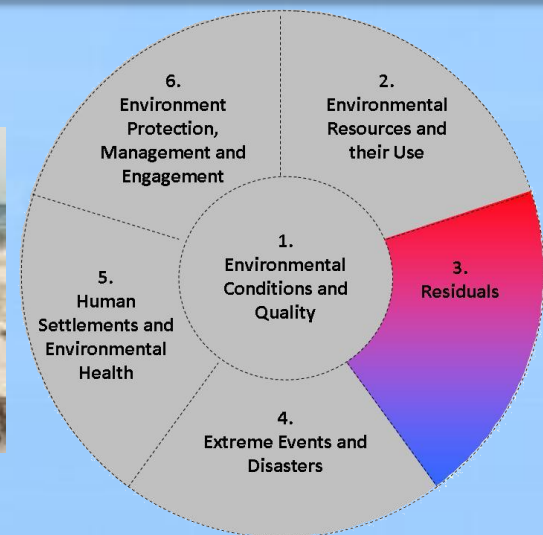 1.
Environmental
Conditions and
Quality
2.
Environmental
Resources and
their Use
3.
Residuals
4.
Extreme Events and
Disasters
5.
Human
Settlements and
Environmental
Health
6.
Environment
Protection,
Management and
Engagement